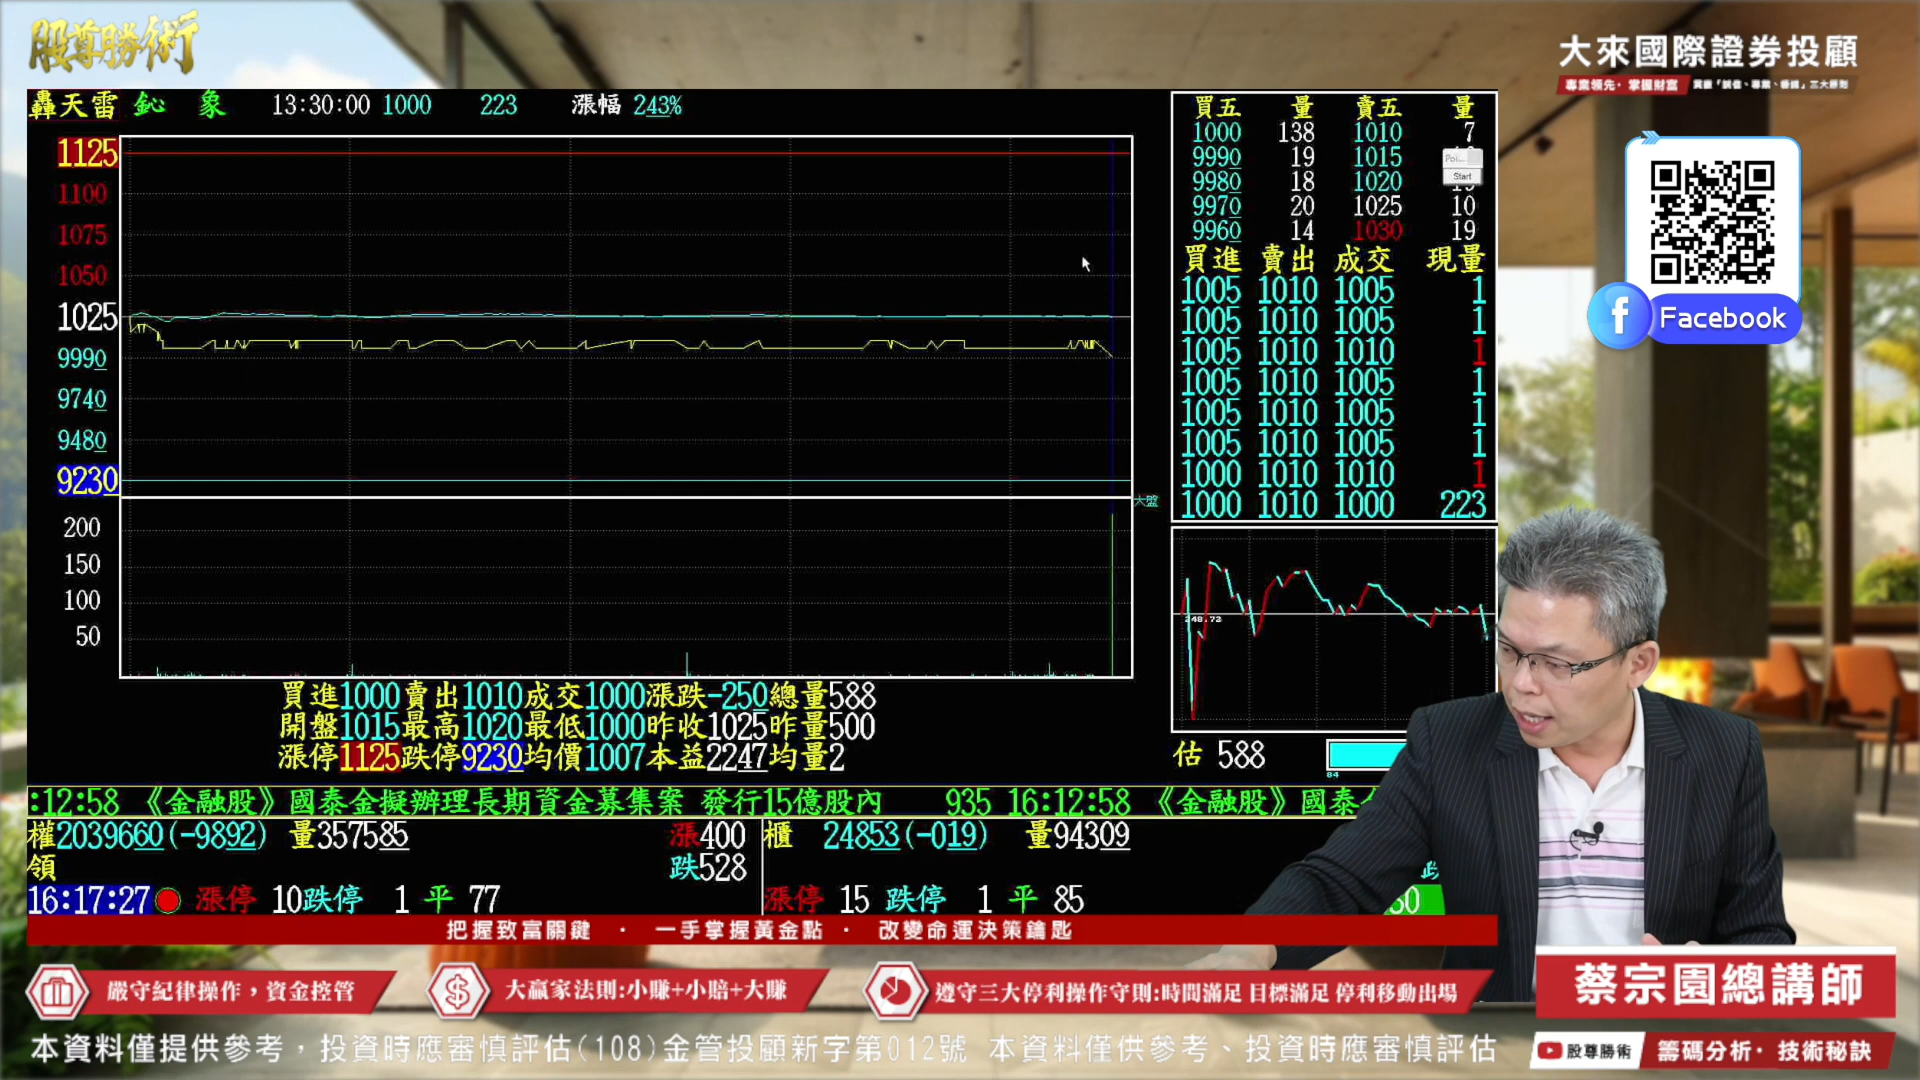 股尊勝術
大來國際證券投顧
專業領先・掌握財富
轟天雷 鈊 象 13:30:00 1000 223 漲幅 243%
1125
1100
1075
1050
1025
9990
9740
9480
9230
200
150
100
50
大盤
買五 量 賣五 量
1000 138 1010 7
9990 19 1015
9980 18 1020
9970 20 1025 10
9960 14 1030 19
Start
買進 賣出 成交 現量
1005 1010 1005 1
1005 1010 1005 1
1005 1010 1010 1
1005 1010 1005 1
1005 1010 1005 1
1005 1010 1005 1
1000 1010 1010 1
1000 1010 1000 223
248.72
估 588
84
買進1000賣出1010成交1000漲跌-250總量588
開盤1015最高1020最低1000昨收1025昨量500
漲停1125跌停9230均價1007本益2247均量2
:12:58 《金融股》國泰金擬辦理長期資金募集案 發行15億股內 935 16:12:58 《金融股》國泰
權2039660(-9892) 量357585 漲400 櫃 24853(-019) 量94309
領 跌528
16:17:27 漲停 10跌停 1 平 77 漲停 15 跌停 1 平 85
Facebook
把握致富關鍵 · 一手掌握黃金點 · 改變命運決策鑰匙
嚴守紀律操作，資金控管
大贏家法則:小賺+小賠+大賺
遵守三大停利操作守則:時間滿足 目標滿足 停利移動出場
蔡宗園總講師
股尊勝術
籌碼分析・技術秘訣
本資料僅提供參考，投資時應審慎評估(108)金管投顧新字第012號 本資料僅供參考、投資時應審慎評估